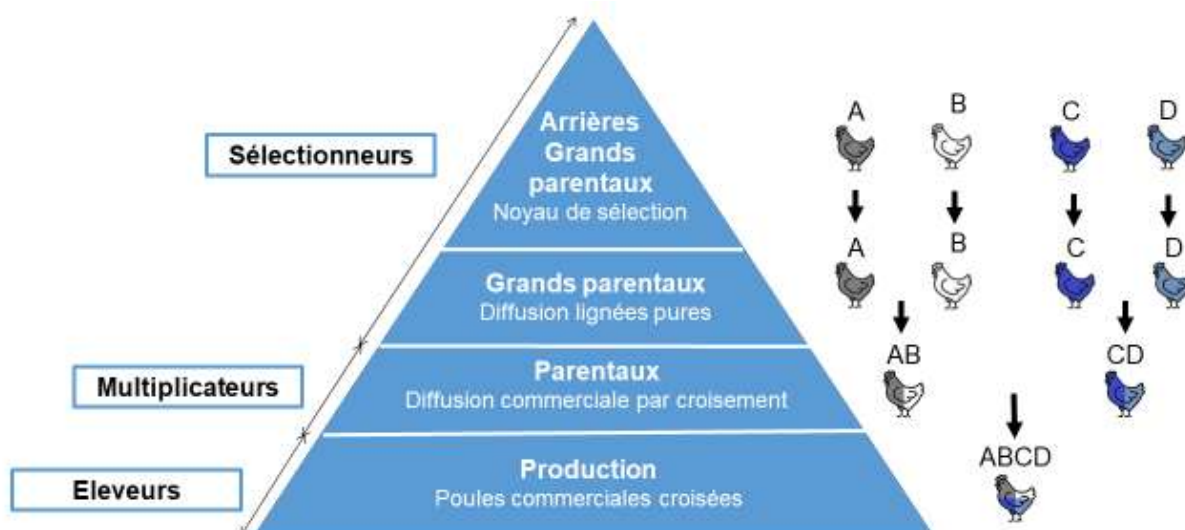 Sélectionneurs
Arrières
Grands
parentaux
Noyau de sélection
A
B
C
D
A
B
C
D
Grands parentaux
Diffusion lignées pures
Multiplicateurs
Parentaux
Diffusion commerciale par croisement
AB
CD
Eleveurs
Production
Poules commerciales croisées
ABCD